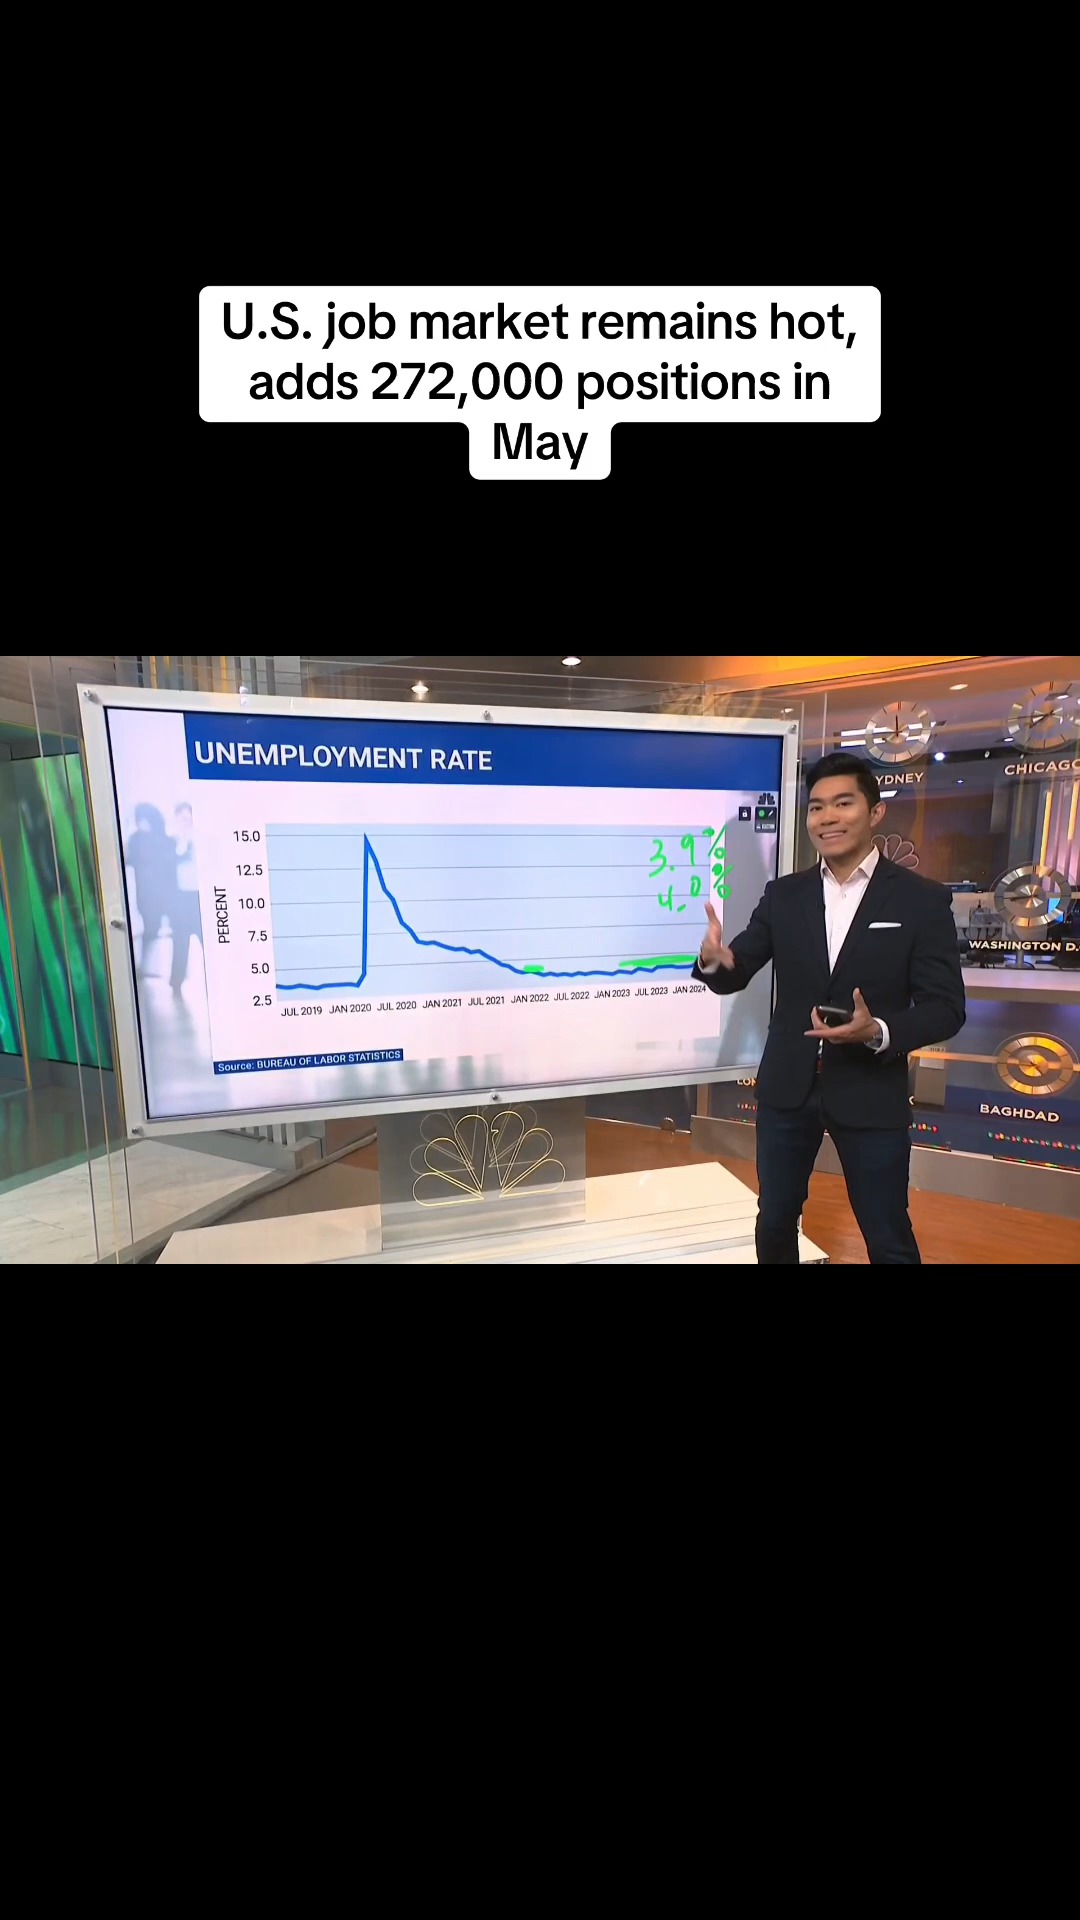 U.S. job market remains hot,
adds 272,000 positions in
May
UNEMPLOYMENT RATE
15.0
12.5
10.0
7.5
5.0
2.5
PERCENT
3.9%
4.0%
JUL 2019 JAN 2020 JUL 2020 JAN 2021 JUL 2021 JAN 2022 JUL 2022 JAN 2023 JUL 2023 JAN 2024
Source: BUREAU OF LABOR STATISTICS
YDNEY
CHICAGO
WASHINGTON D.
BAGHDAD